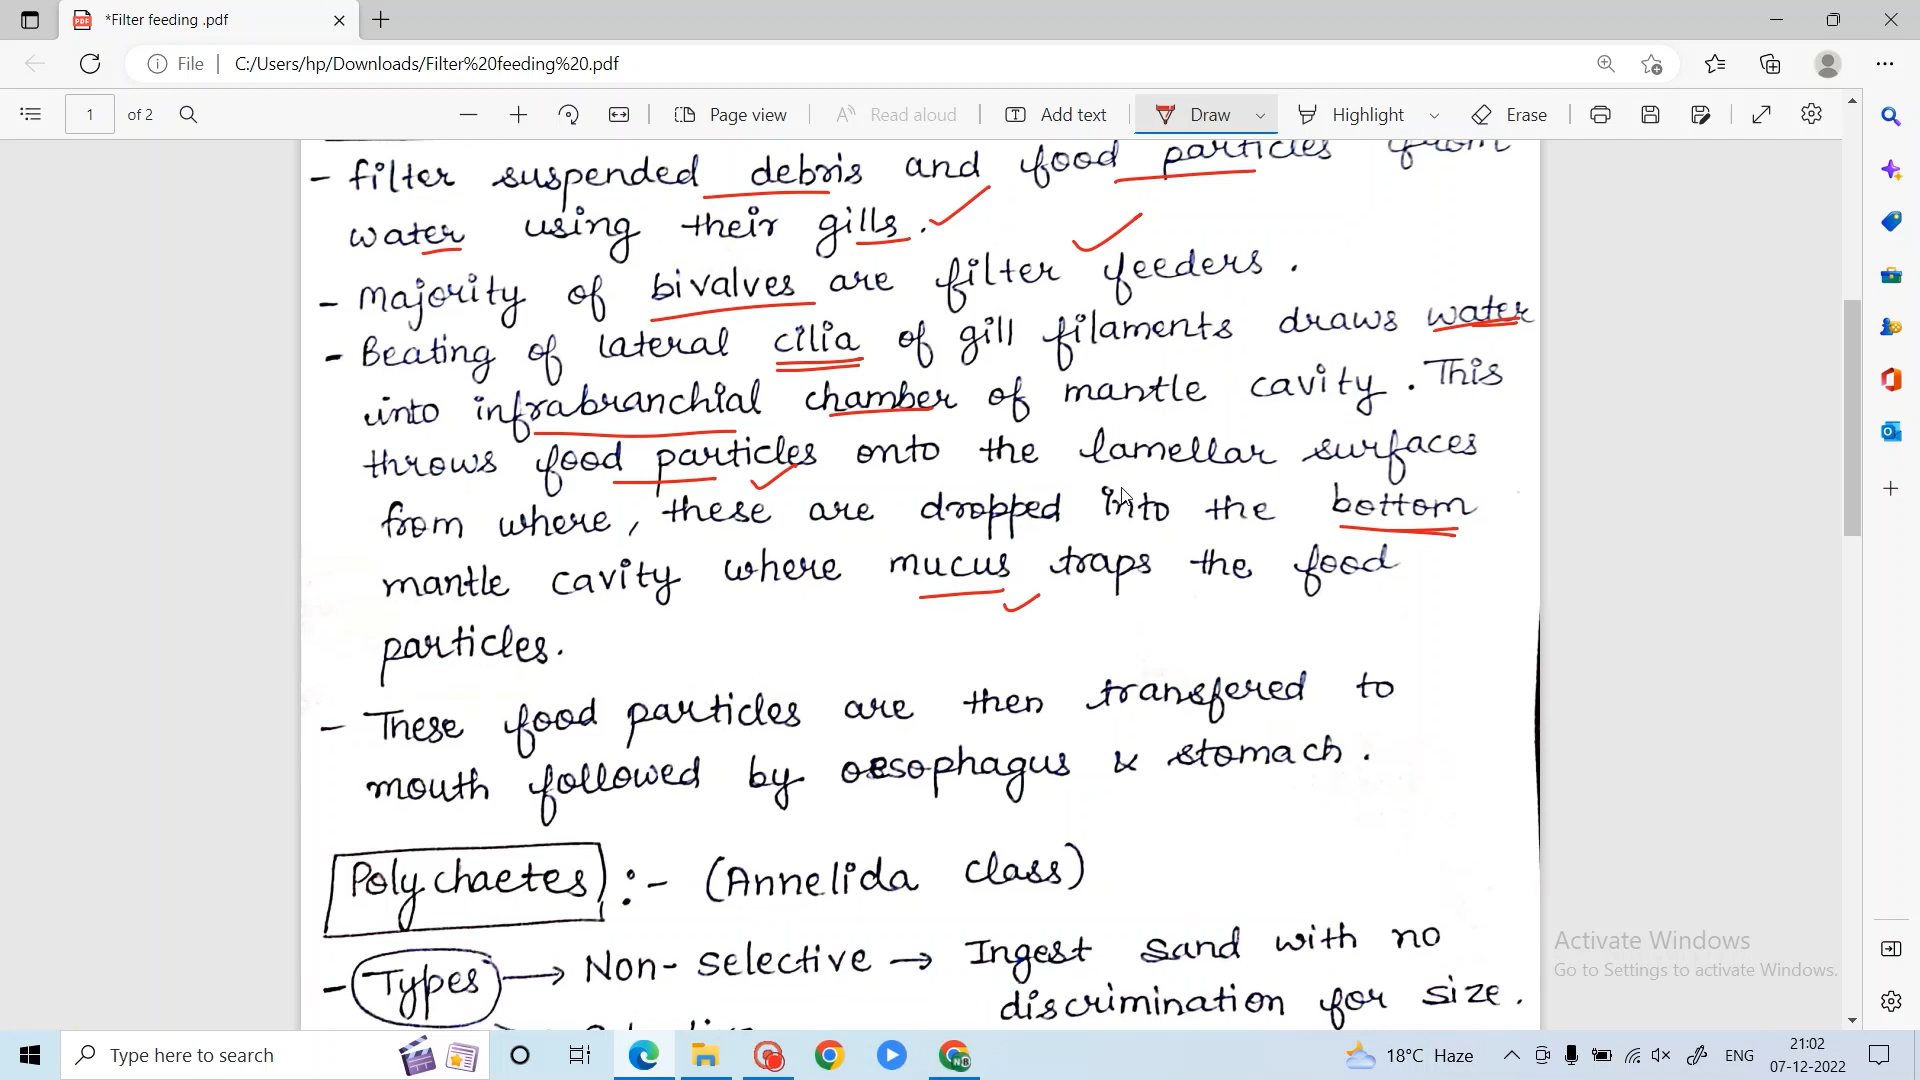 *Filter feeding .pdf
File
C:/Users/hp/Downloads/Filter%20feeding%20.pdf
1 of 2
Page view
Read aloud
Add text
Draw
Highlight
Erase
- filter suspended debris and food particles from
water using their gills.
- Majority of bivalves are filter feeders.
- Beating of lateral cilia of gill filaments draws water
into infrabranchial chamber of mantle cavity. This
throws food particles onto the lamellar surfaces
from where, these are dropped into the bottom
mantle cavity where mucus traps the food
particles.
- These food particles are then transfered to
mouth followed by oesophagus & stomach.
Polychaetes :- (Annelida class)
- Types → Non-selective → Ingest sand with no
discrimination for size.
Activate Windows
Go to Settings to activate Windows.
Type here to search
18°C Haze
ENG
21:02
07-12-2022